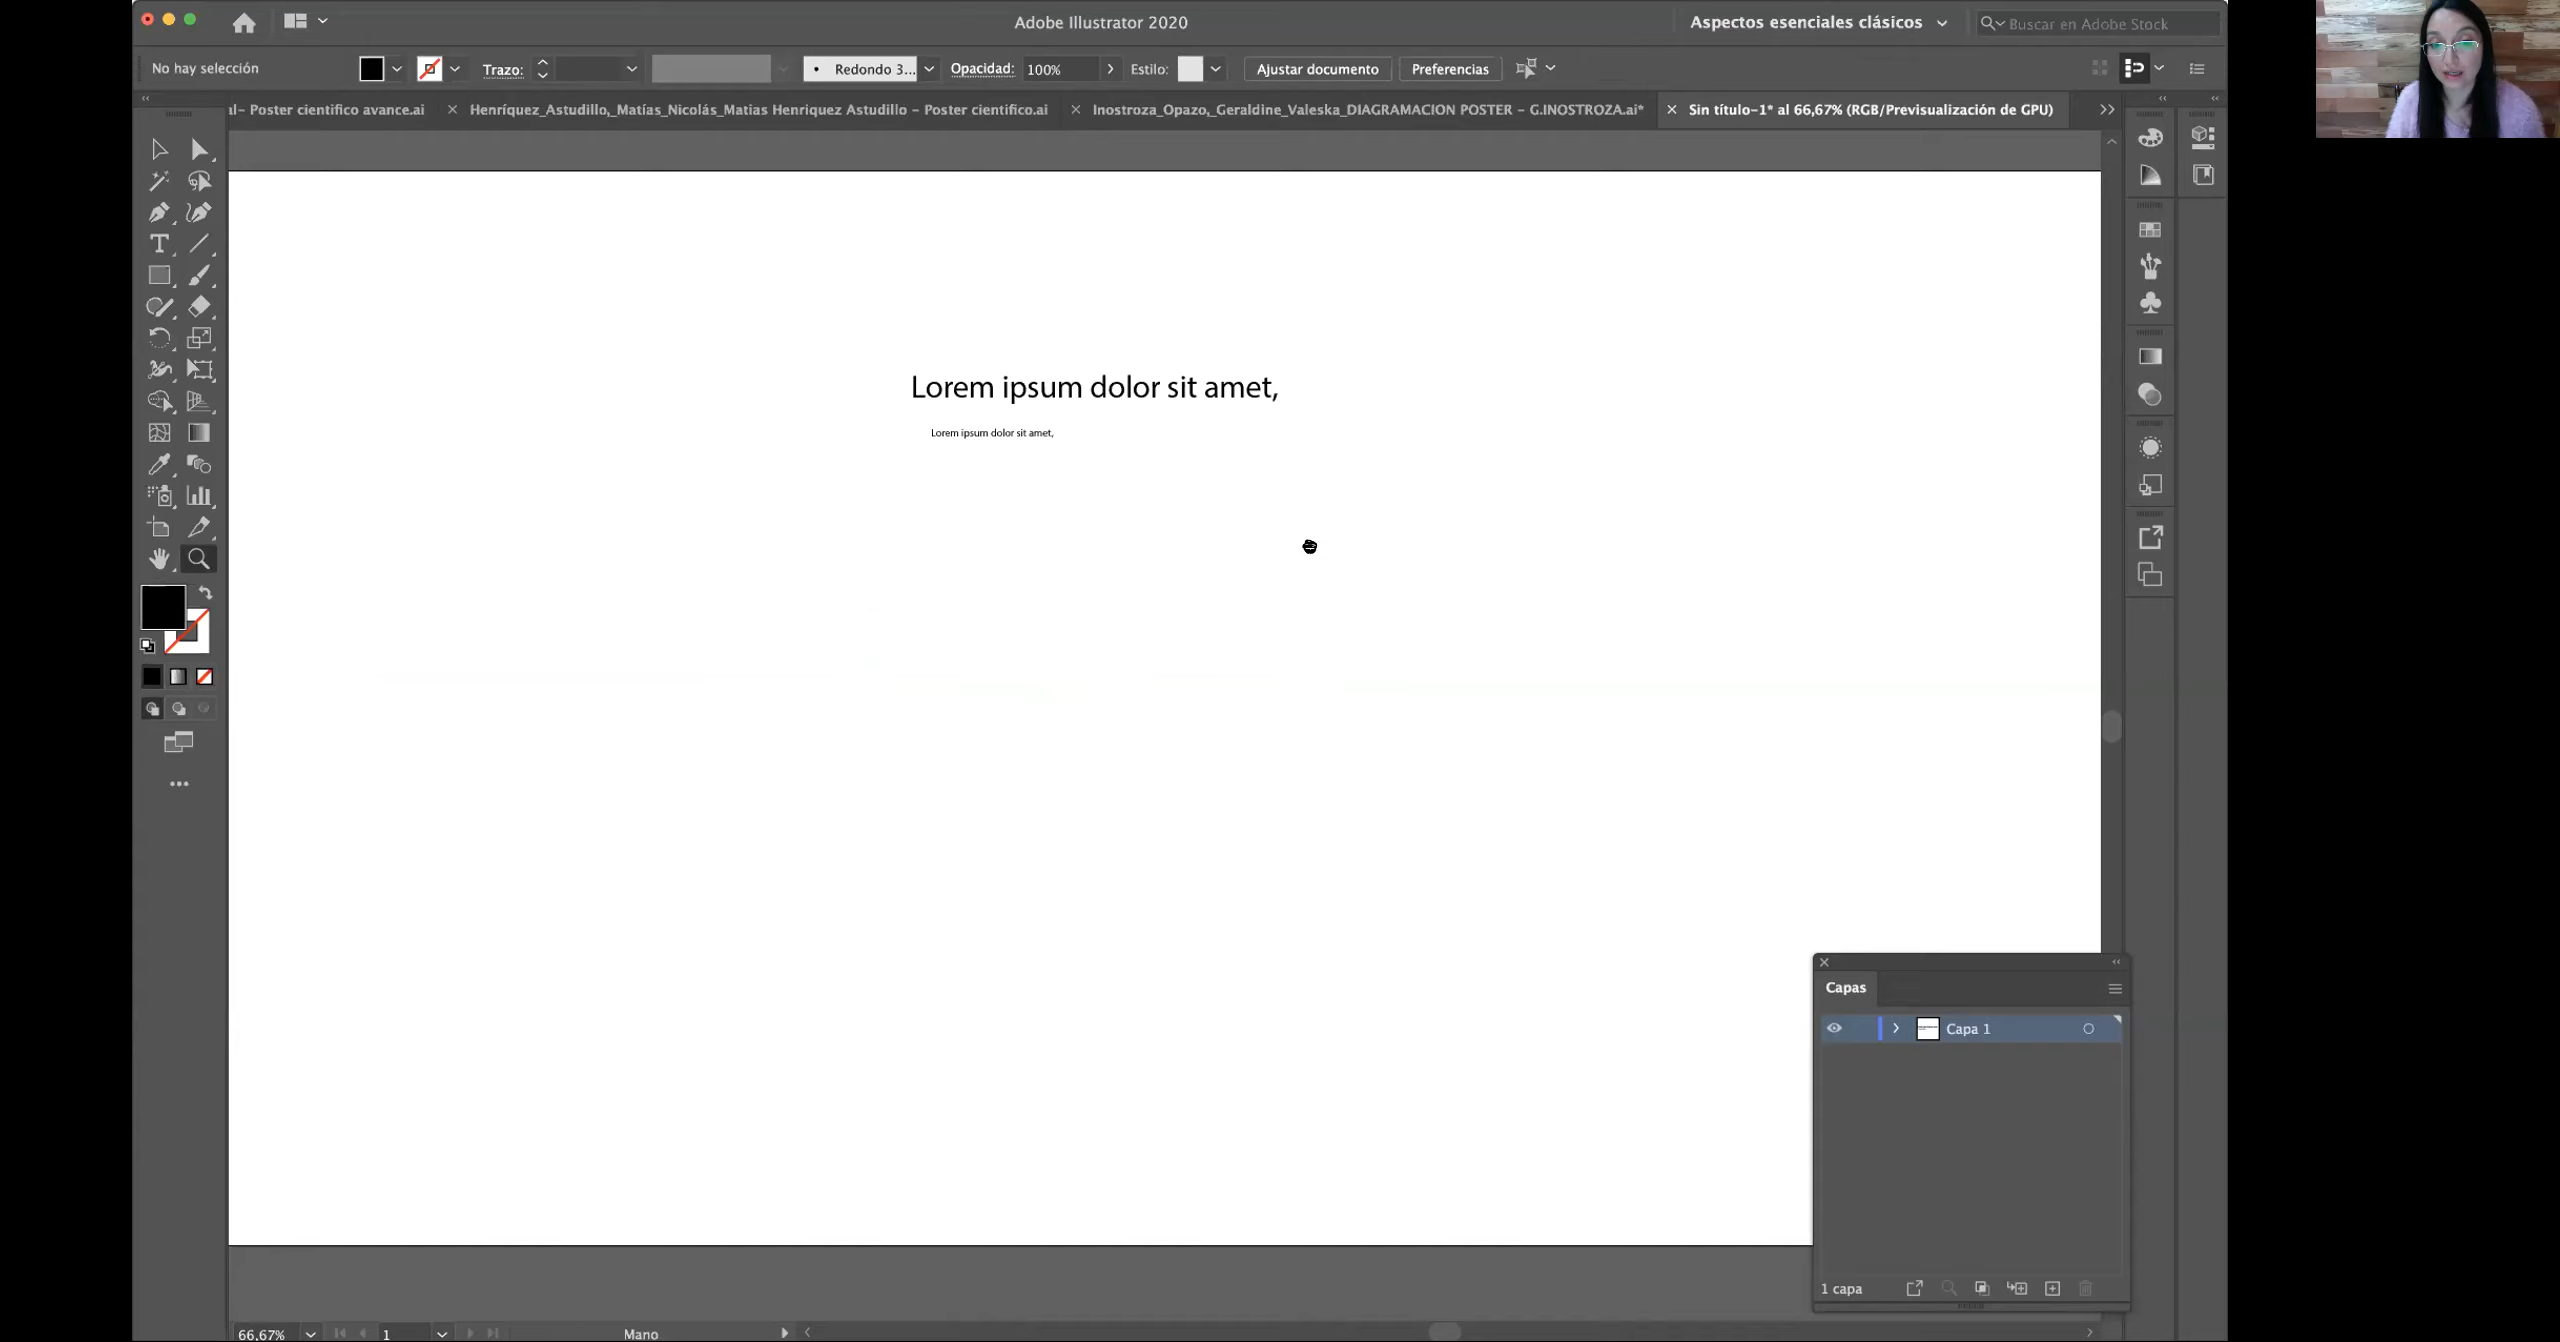 Adobe Illustrator 2020
Aspectos esenciales clásicos
Buscar en Adobe Stock
No hay selección
Trazo:
Redondo 3...
Opacidad:
100%
Estilo:
Ajustar documento
Preferencias
al- Poster cientifico avance.ai
Henríquez_Astudillo,_Matías_Nicolás_Matias Henriquez Astudillo - Poster cientifico.ai
Inostroza_Opazo,_Geraldine_Valeska_DIAGRAMACION POSTER - G.INOSTROZA.ai*
Sin título-1* al 66,67% (RGB/Previsualización de GPU)
Lorem ipsum dolor sit amet,
Lorem ipsum dolor sit amet,
Capas
Capa 1
1 capa
66,67%
1
Mano